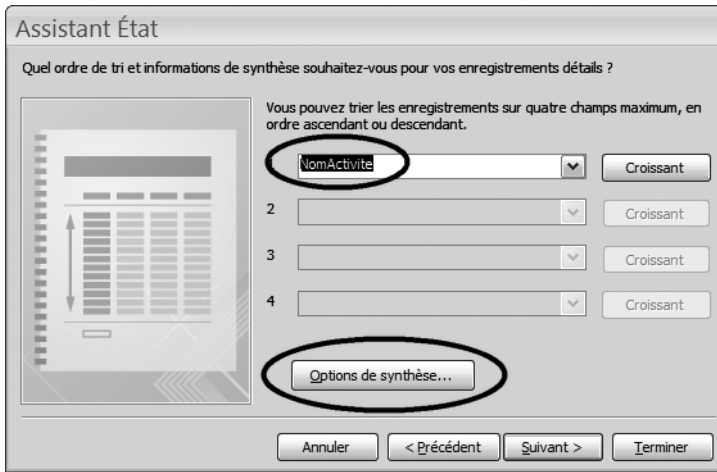 Assistant État
Quel ordre de tri et informations de synthèse souhaitez-vous pour vos enregistrements détails ?
Vous pouvez trier les enregistrements sur quatre champs maximum, en
ordre ascendant ou descendant.
NomActivite Croissant
2 Croissant
3 Croissant
4 Croissant
Options de synthèse...
Annuler < Précédent Suivant > Terminer